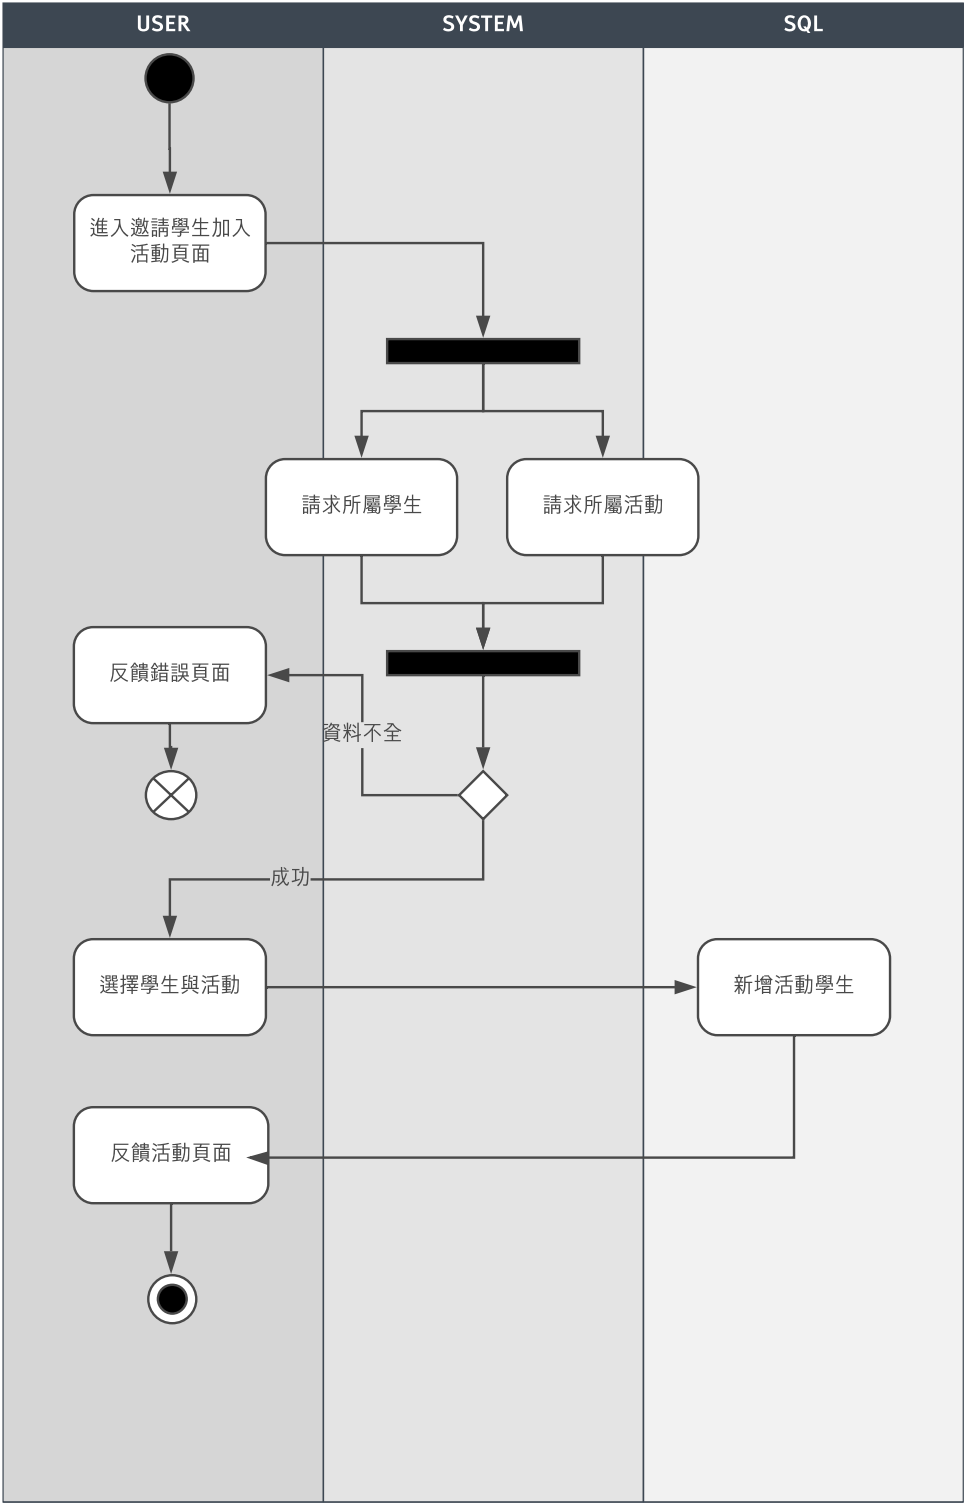 USER
SYSTEM
SQL
進入邀請學生加入
活動頁面
請求所屬學生
請求所屬活動
反饋錯誤頁面
資料不全
成功
選擇學生與活動
新增活動學生
反饋活動頁面